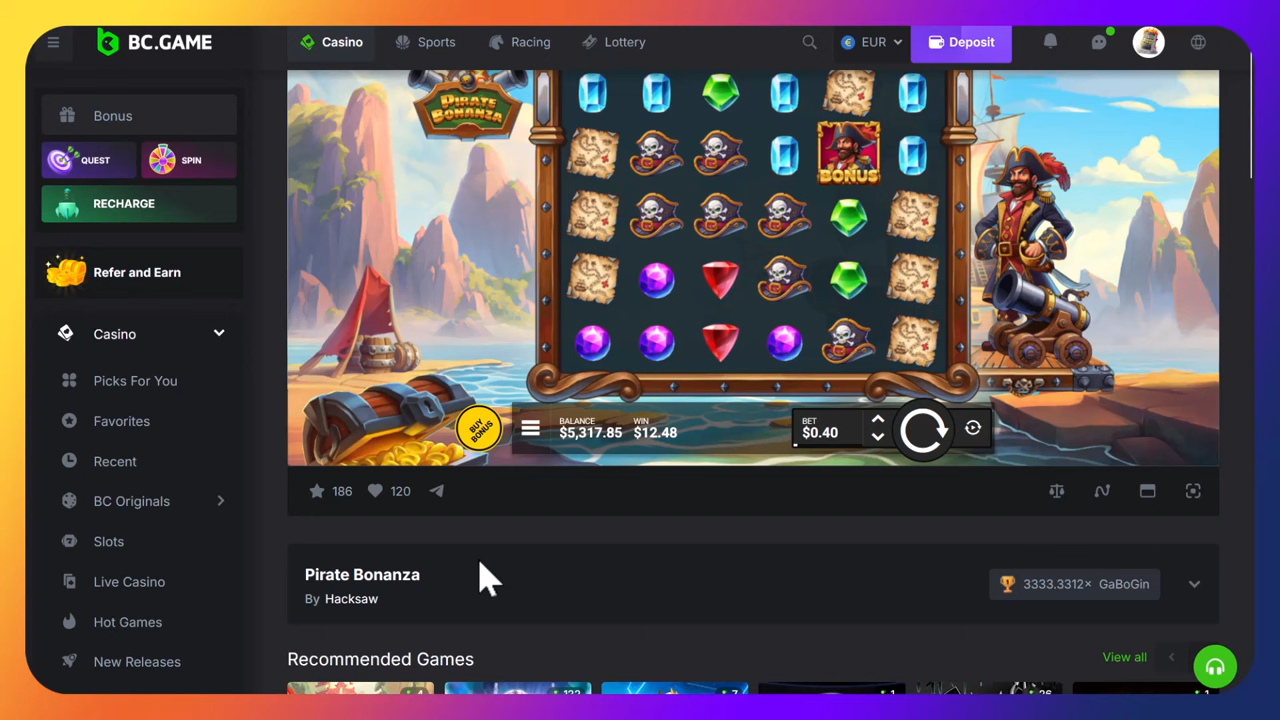 BC.GAME
Casino
Sports
Racing
Lottery
EUR
Deposit
Bonus
QUEST
SPIN
RECHARGE
Refer and Earn
Casino
Picks For You
Favorites
Recent
BC Originals
Slots
Live Casino
Hot Games
New Releases
PIRATE
BONANZA
BONUS
BUY
BONUS
BALANCE
$5,317.85
WIN
$12.48
BET
$0.40
186
120
Pirate Bonanza
By Hacksaw
3333.3312× GaBoGin
Recommended Games
View all